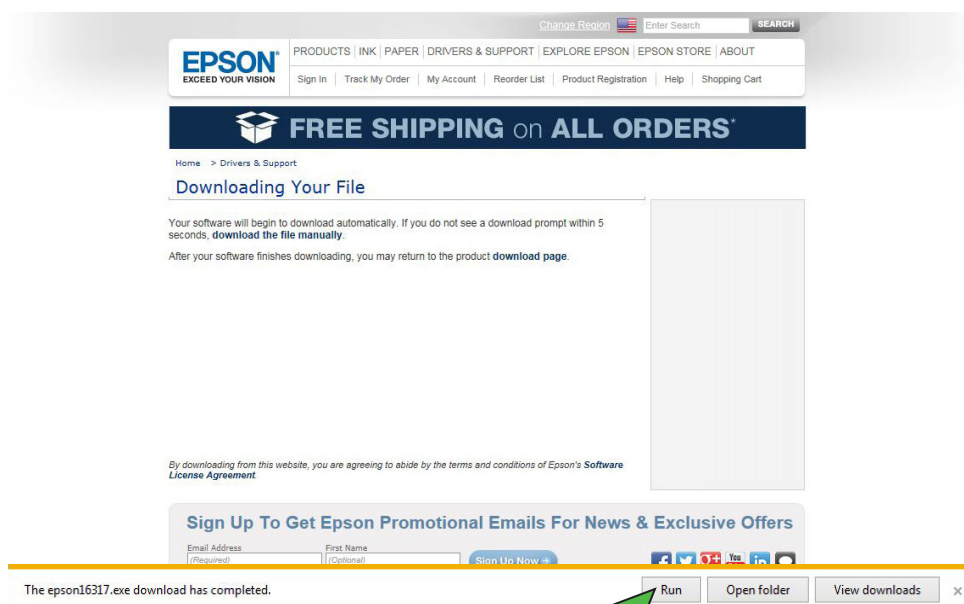 Change Region Enter Search SEARCH
EPSON®
EXCEED YOUR VISION
PRODUCTS | INK | PAPER | DRIVERS & SUPPORT | EXPLORE EPSON | EPSON STORE | ABOUT
Sign In | Track My Order | My Account | Reorder List | Product Registration | Help | Shopping Cart
FREE SHIPPING on ALL ORDERS*
Home > Drivers & Support
Downloading Your File
Your software will begin to download automatically. If you do not see a download prompt within 5
seconds, download the file manually.
After your software finishes downloading, you may return to the product download page.
By downloading from this website, you are agreeing to abide by the terms and conditions of Epson's Software
License Agreement.
Sign Up To Get Epson Promotional Emails For News & Exclusive Offers
Email Address First Name
(Required) (Optional) Sign Up Now
f g+ You in
The epson16317.exe download has completed. Run Open folder View downloads ×